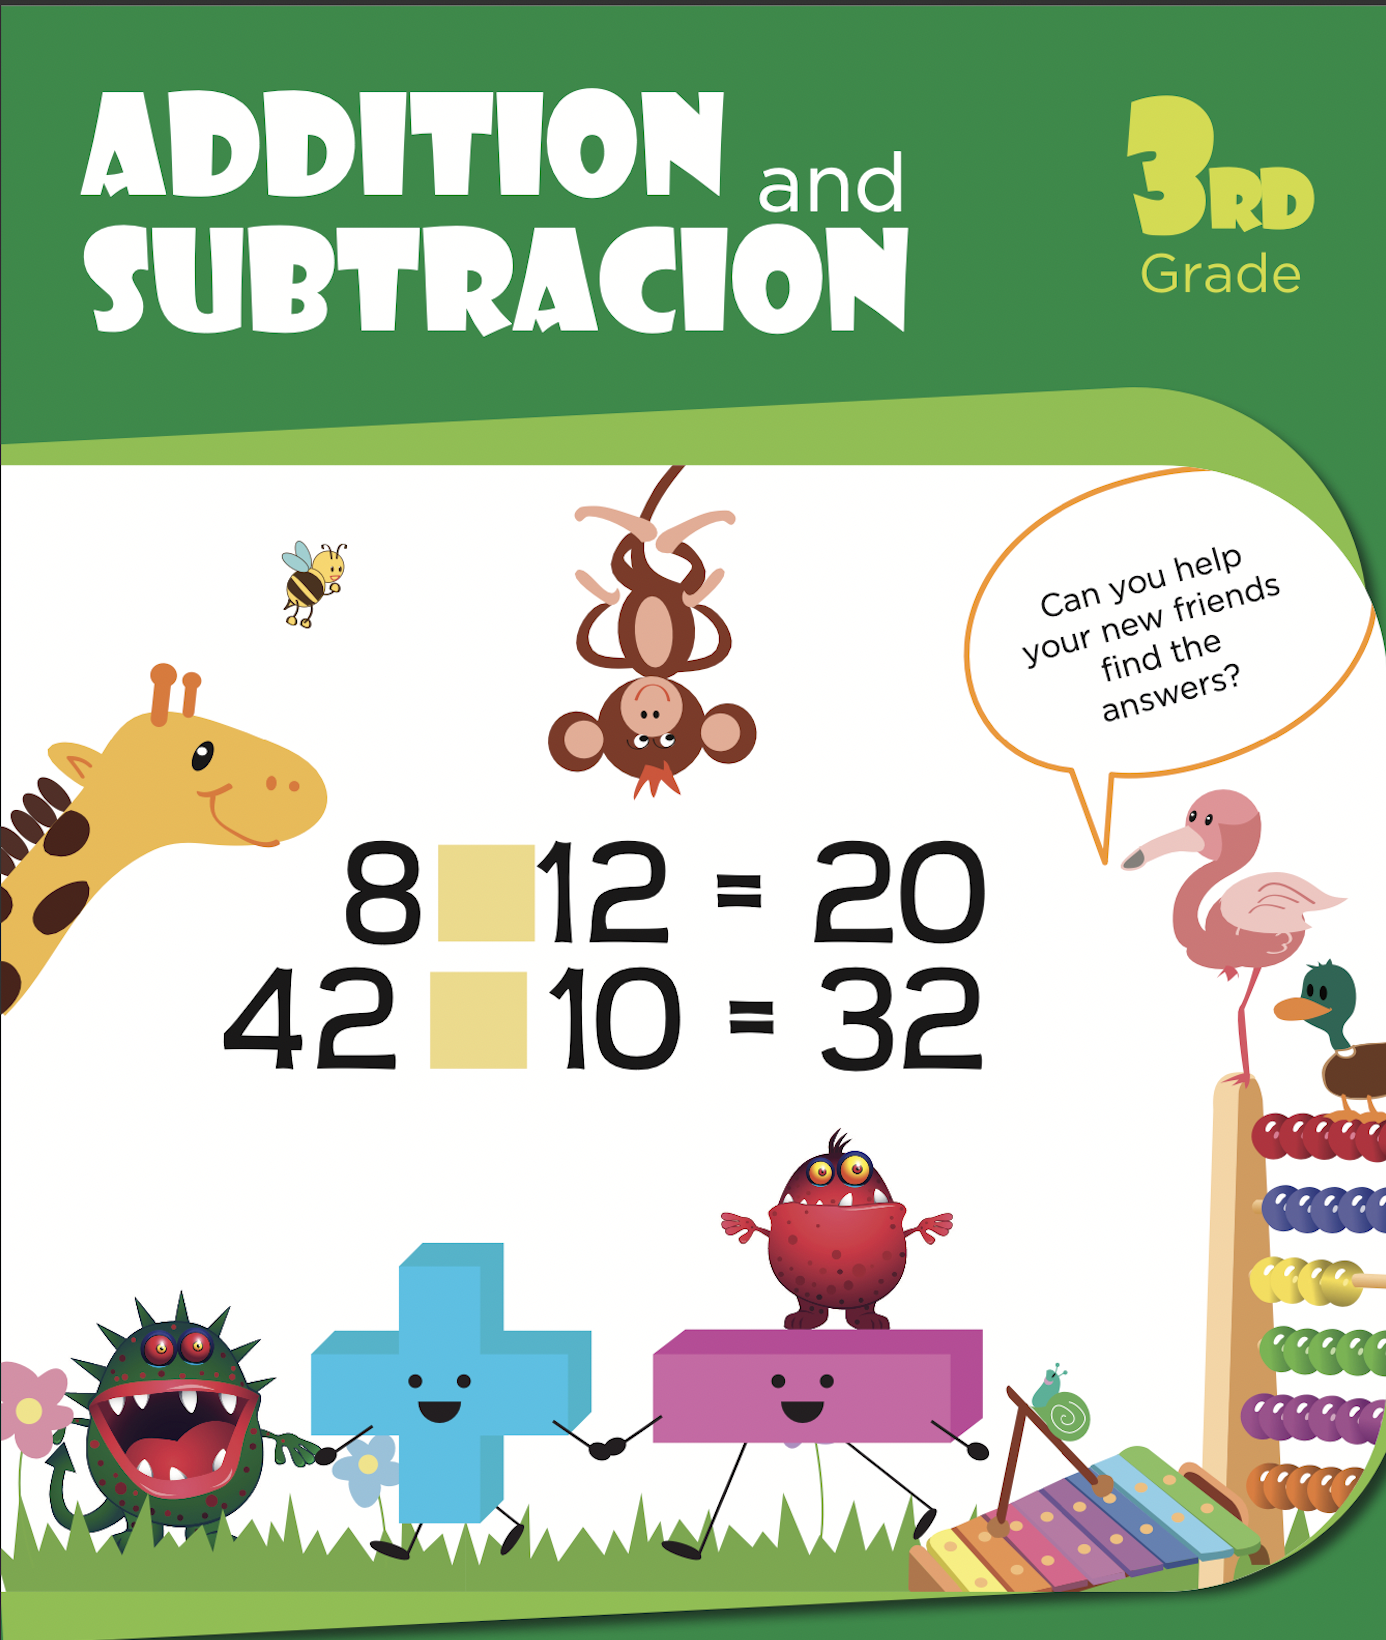 ADDITION and
SUBTRACION
3RD
Grade
Can you help
your new friends
find the
answers?
8 12 = 20
42 10 = 32